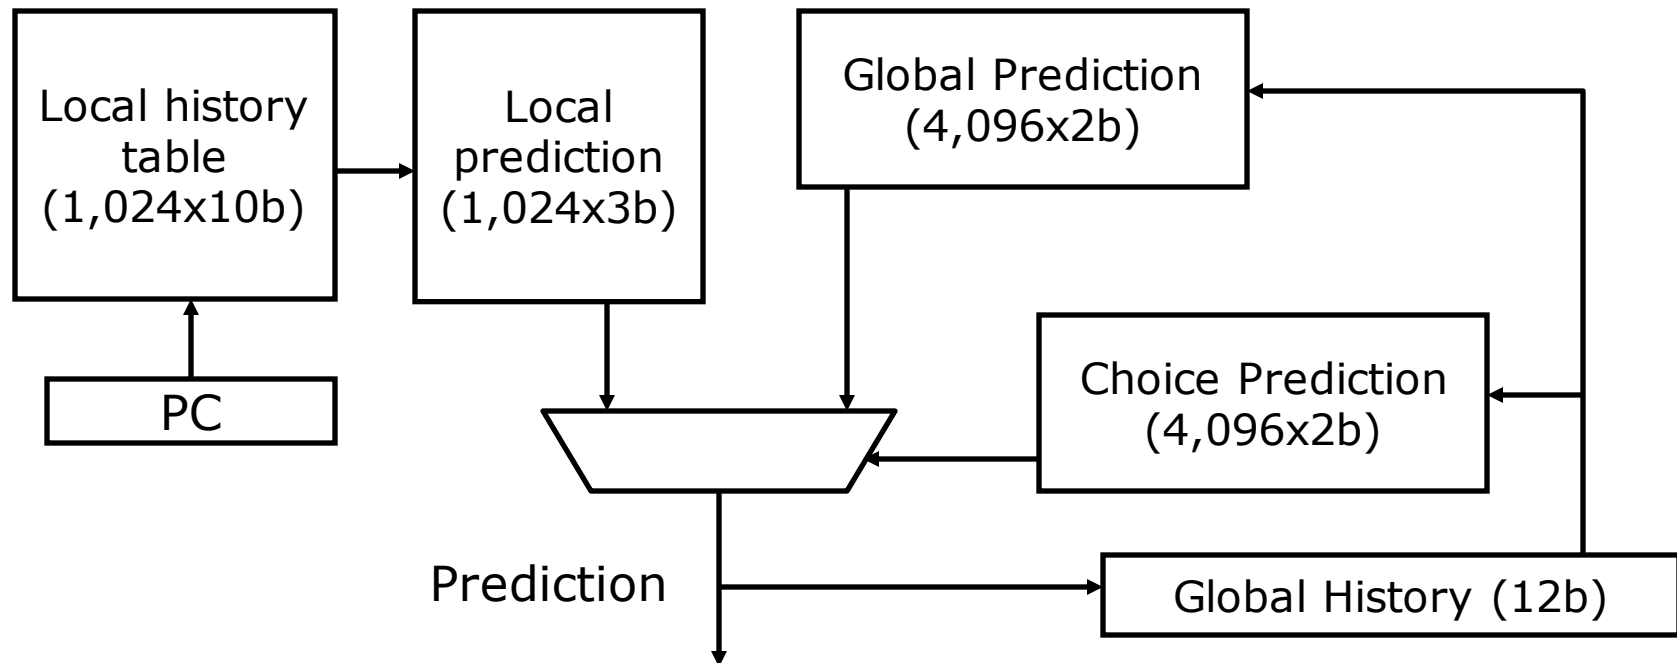 Local history
table
(1,024x10b)
Local
prediction
(1,024x3b)
Global Prediction
(4,096x2b)
PC
Choice Prediction
(4,096x2b)
Prediction
Global History (12b)